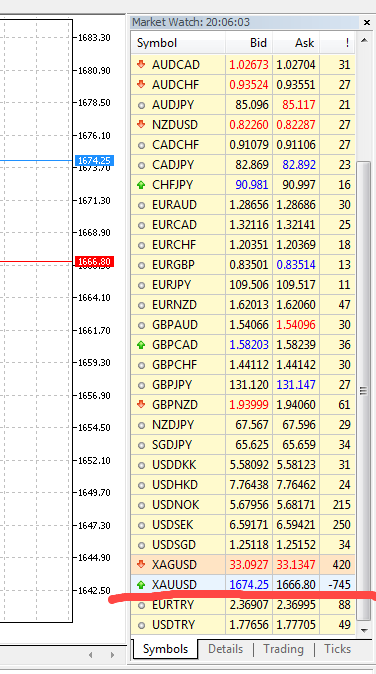 Market Watch: 20:06:03
Symbol Bid Ask !
AUDCAD 1.02673 1.02704 31
AUDCHF 0.93524 0.93551 27
AUDJPY 85.096 85.117 21
NZDUSD 0.82260 0.82287 27
CADCHF 0.91079 0.91106 27
CADJPY 82.869 82.892 23
CHFJPY 90.981 90.997 16
EURAUD 1.28656 1.28686 30
EURCAD 1.32116 1.32141 25
EURCHF 1.20351 1.20369 18
EURGBP 0.83501 0.83514 13
EURJPY 109.506 109.517 11
EURNZD 1.62013 1.62060 47
GBPAUD 1.54066 1.54096 30
GBPCAD 1.58203 1.58239 36
GBPCHF 1.44112 1.44142 30
GBPJPY 131.120 131.147 27
GBPNZD 1.93999 1.94060 61
NZDJPY 67.567 67.596 29
SGDJPY 65.625 65.659 34
USDDKK 5.58092 5.58123 31
USDHKD 7.76438 7.76462 24
USDNOK 5.67956 5.68171 215
USDSEK 6.59171 6.59421 250
USDSGD 1.25118 1.25152 34
XAGUSD 33.0927 33.1347 420
XAUUSD 1674.25 1666.80 -745
EURTRY 2.36907 2.36995 88
USDTRY 1.77656 1.77705 49
Symbols Details Trading Ticks
1683.30
1680.90
1678.50
1676.10
1674.25
1673.70
1671.30
1668.90
1666.80
1664.10
1661.70
1659.30
1656.90
1654.50
1652.10
1649.70
1647.30
1644.90
1642.50